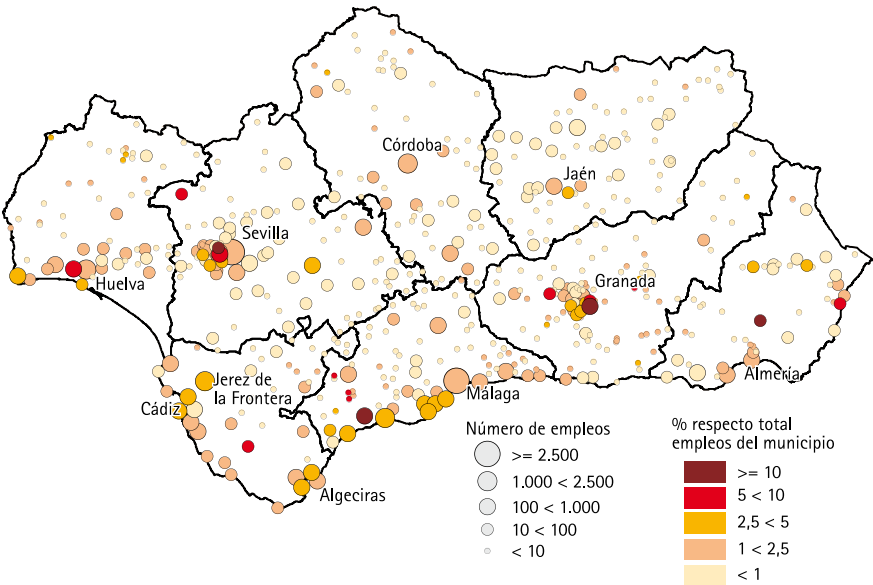 Córdoba
Jaén
Sevilla
Huelva
Granada
Jerez de
la Frontera
Cádiz
Málaga
Almería
Algeciras
Número de empleos
>= 2.500
1.000 < 2.500
100 < 1.000
10 < 100
< 10
% respecto total
empleos del municipio
>= 10
5 < 10
2,5 < 5
1 < 2,5
< 1